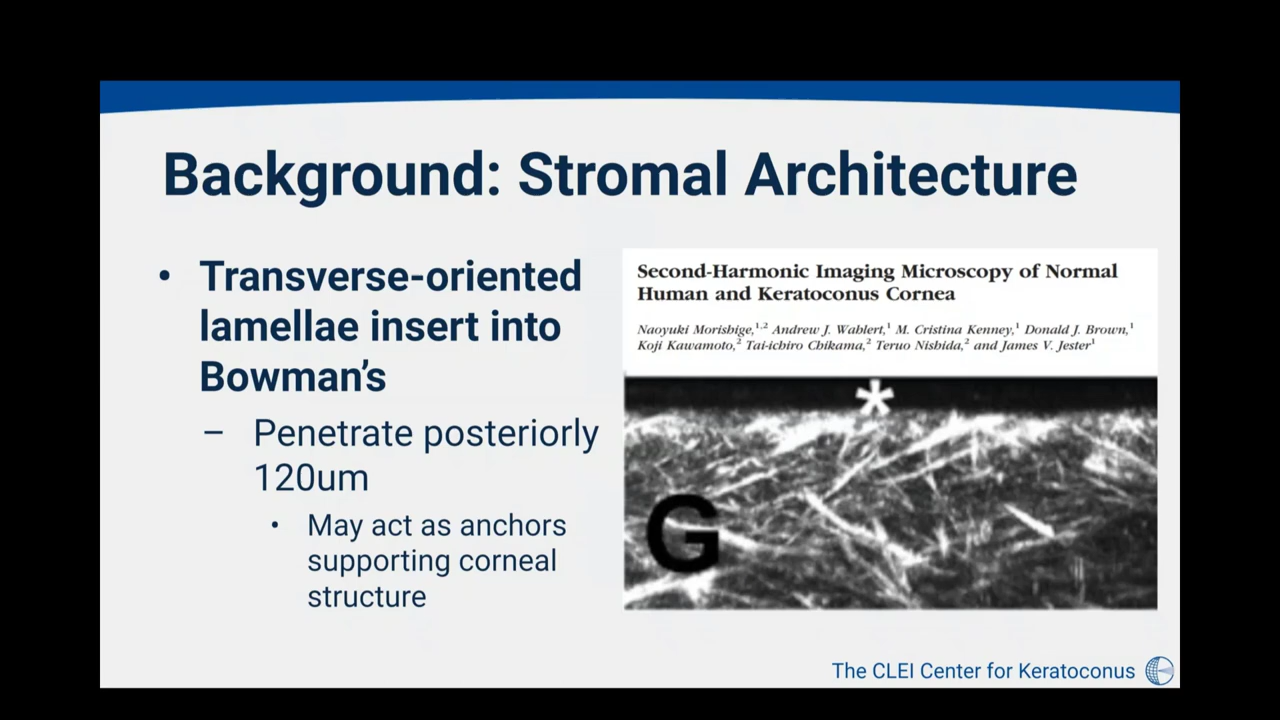 Background: Stromal Architecture
• Transverse-oriented
lamellae insert into
Bowman's
– Penetrate posteriorly
120um
• May act as anchors
supporting corneal
structure
Second-Harmonic Imaging Microscopy of Normal
Human and Keratoconus Cornea
Naoyuki Morishige,1,2 Andrew J. Wahlert,1 M. Cristina Kenney,1 Donald J. Brown,1
Koji Kawamoto,2 Tai-ichiro Chikama,2 Teruo Nishida,2 and James V. Jester1
*
G
The CLEI Center for Keratoconus